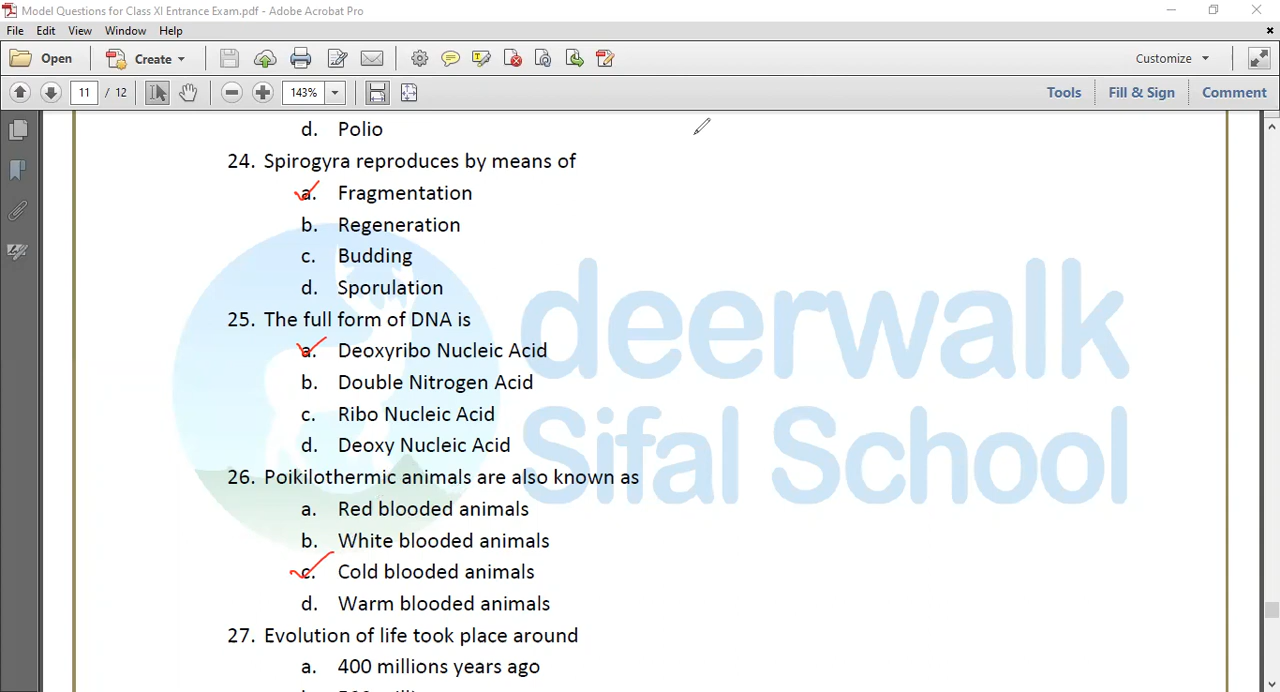 Model Questions for Class XI Entrance Exam.pdf - Adobe Acrobat Pro
File Edit View Window Help
Open Create Customize
11 / 12 143% Tools Fill & Sign Comment
d. Polio
24. Spirogyra reproduces by means of
a. Fragmentation
b. Regeneration
c. Budding
d. Sporulation
25. The full form of DNA is
a. Deoxyribo Nucleic Acid
b. Double Nitrogen Acid
c. Ribo Nucleic Acid
d. Deoxy Nucleic Acid
26. Poikilothermic animals are also known as
a. Red blooded animals
b. White blooded animals
c. Cold blooded animals
d. Warm blooded animals
27. Evolution of life took place around
a. 400 millions years ago
deerwalk
Sifal School